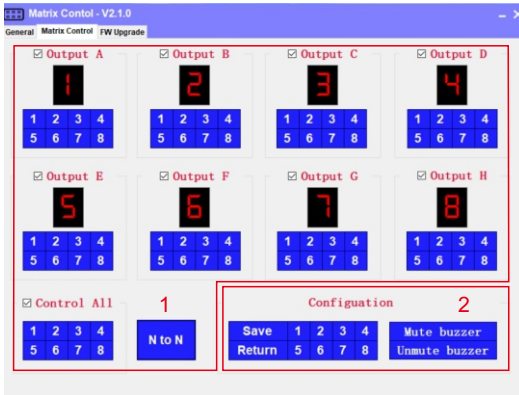 Matrix Contol - V2.1.0
General Matrix Control FW Upgrade
Output A Output B Output C Output D
1 2 3 4
1 2 3 4 1 2 3 4 1 2 3 4 1 2 3 4
5 6 7 8 5 6 7 8 5 6 7 8 5 6 7 8
Output E Output F Output G Output H
5 6 7 8
1 2 3 4 1 2 3 4 1 2 3 4 1 2 3 4
5 6 7 8 5 6 7 8 5 6 7 8 5 6 7 8
Control All 1 Configuation 2
1 2 3 4 N to N Save 1 2 3 4 Mute buzzer
5 6 7 8 Return 5 6 7 8 Unmute buzzer